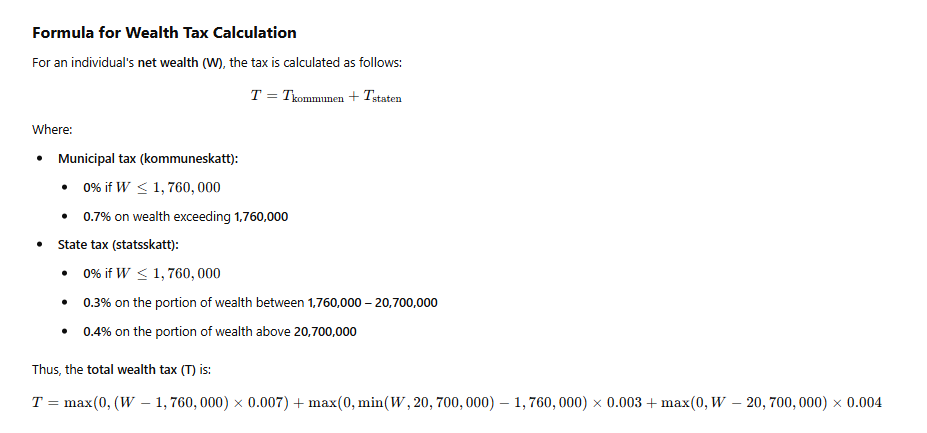 Formula for Wealth Tax Calculation
For an individual's net wealth (W), the tax is calculated as follows:
T = Tkommunen + Tstaten
Where:
• Municipal tax (kommuneskatt):
• 0% if W ≤ 1,760,000
• 0.7% on wealth exceeding 1,760,000
• State tax (statsskatt):
• 0% if W ≤ 1,760,000
• 0.3% on the portion of wealth between 1,760,000 – 20,700,000
• 0.4% on the portion of wealth above 20,700,000
Thus, the total wealth tax (T) is:
T = max(0, (W − 1,760,000) × 0.007) + max(0, min(W, 20,700,000) − 1,760,000) × 0.003 + max(0, W − 20,700,000) × 0.004